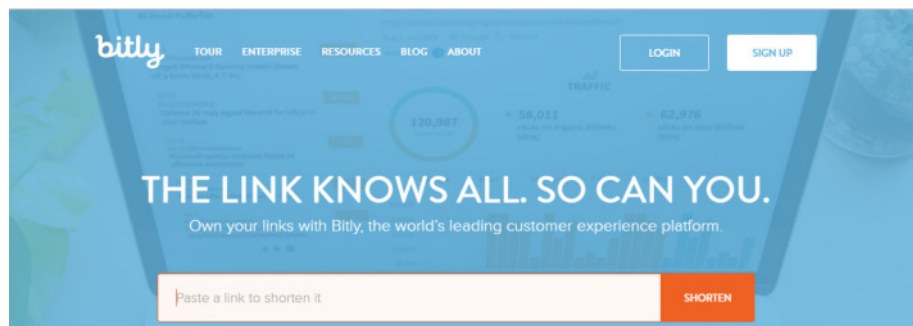 bitly
TOUR ENTERPRISE RESOURCES BLOG ABOUT
LOGIN
SIGN UP
TRAFFIC
120,987
58,011
62,976
THE LINK KNOWS ALL. SO CAN YOU.
Own your links with Bitly, the world's leading customer experience platform.
Paste a link to shorten it
SHORTEN